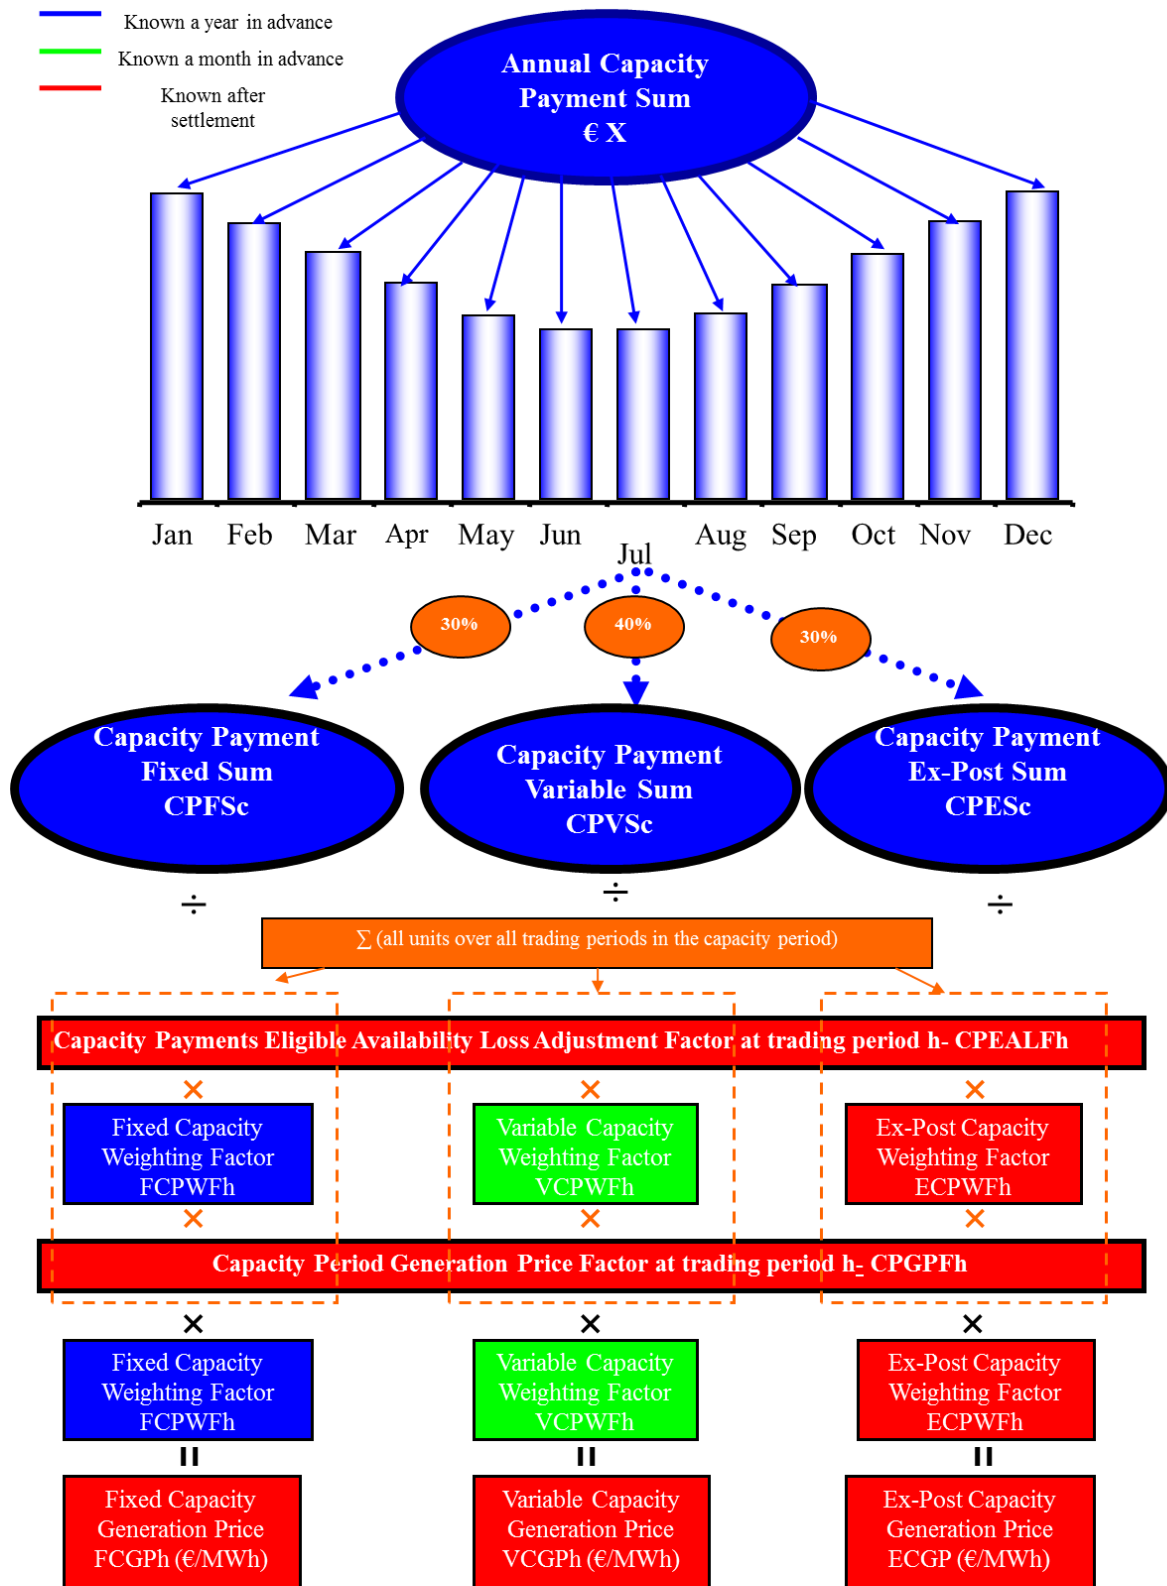 Known a year in advance
Known a month in advance
Known after
settlement
Annual Capacity
Payment Sum
€ X
Jan Feb Mar Apr May Jun Jul Aug Sep Oct Nov Dec
30% 40% 30%
Capacity Payment
Fixed Sum
CPFSc
Capacity Payment
Variable Sum
CPVSc
Capacity Payment
Ex-Post Sum
CPESc
÷ ÷ ÷
∑ (all units over all trading periods in the capacity period)
Capacity Payments Eligible Availability Loss Adjustment Factor at trading period h- CPEALFh
× × ×
Fixed Capacity
Weighting Factor
FCPWFh
Variable Capacity
Weighting Factor
VCPWFh
Ex-Post Capacity
Weighting Factor
ECPWFh
× × ×
Capacity Period Generation Price Factor at trading period h- CPGPFh
× × ×
Fixed Capacity
Weighting Factor
FCPWFh
Variable Capacity
Weighting Factor
VCPWFh
Ex-Post Capacity
Weighting Factor
ECPWFh
= = =
Fixed Capacity
Generation Price
FCGPh (€/MWh)
Variable Capacity
Generation Price
VCGPh (€/MWh)
Ex-Post Capacity
Generation Price
ECGP (€/MWh)